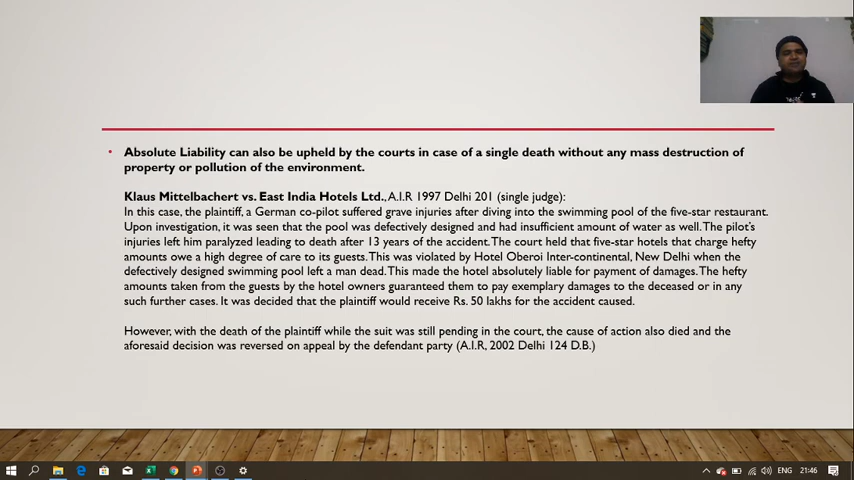 • Absolute Liability can also be upheld by the courts in case of a single death without any mass destruction of
property or pollution of the environment.
Klaus Mittelbachert vs. East India Hotels Ltd.,A.I.R 1997 Delhi 201 (single judge):
In this case, the plaintiff, a German co-pilot suffered grave injuries after diving into the swimming pool of the five-star restaurant.
Upon investigation, it was seen that the pool was defectively designed and had insufficient amount of water as well. The pilot's
injuries left him paralyzed leading to death after 13 years of the accident. The court held that five-star hotels that charge hefty
amounts owe a high degree of care to its guests. This was violated by Hotel Oberoi Inter-continental, New Delhi when the
defectively designed swimming pool left a man dead. This made the hotel absolutely liable for payment of damages. The hefty
amounts taken from the guests by the hotel owners guaranteed them to pay exemplary damages to the deceased or in any
such further cases. It was decided that the plaintiff would receive Rs. 50 lakhs for the accident caused.
However, with the death of the plaintiff while the suit was still pending in the court, the cause of action also died and the
aforesaid decision was reversed on appeal by the defendant party (A.I.R, 2002 Delhi 124 D.B.)
ENG 21:46